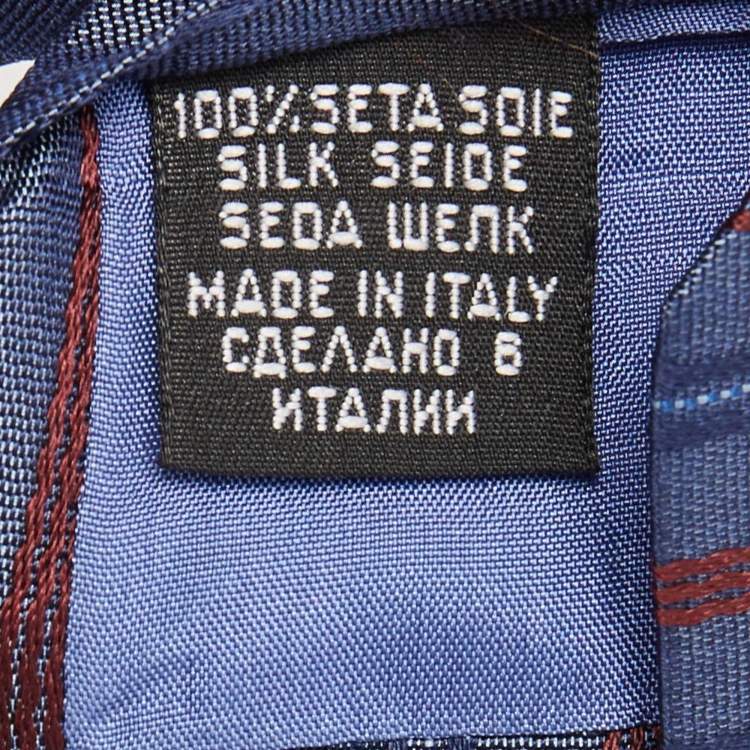 100% SETA SOIE
SILK SEIDE
SEDA ШЕЛК
MADE IN ITALY
СДЕЛАНО В
ИТАЛИИ